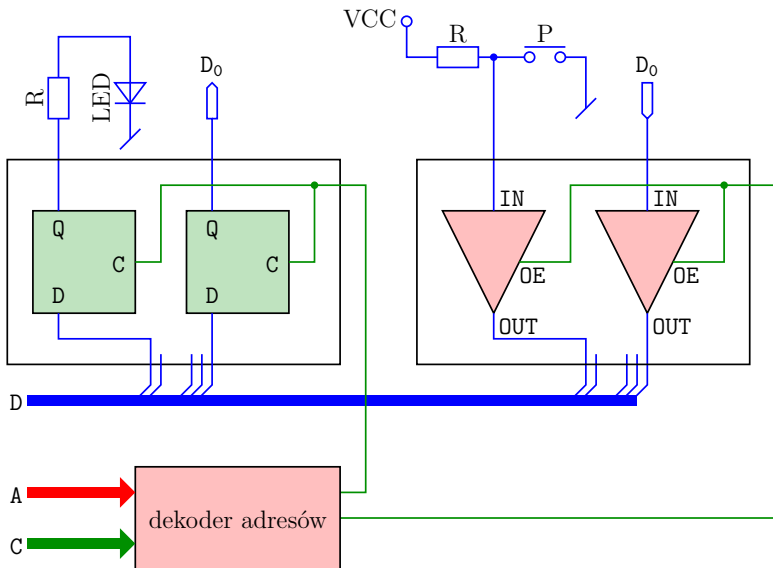 VCC
R
P
R
LED
D₀
D₀
IN
IN
Q
Q
C
C
OE
OE
D
D
OUT
OUT
D
A
dekoder adresów
C